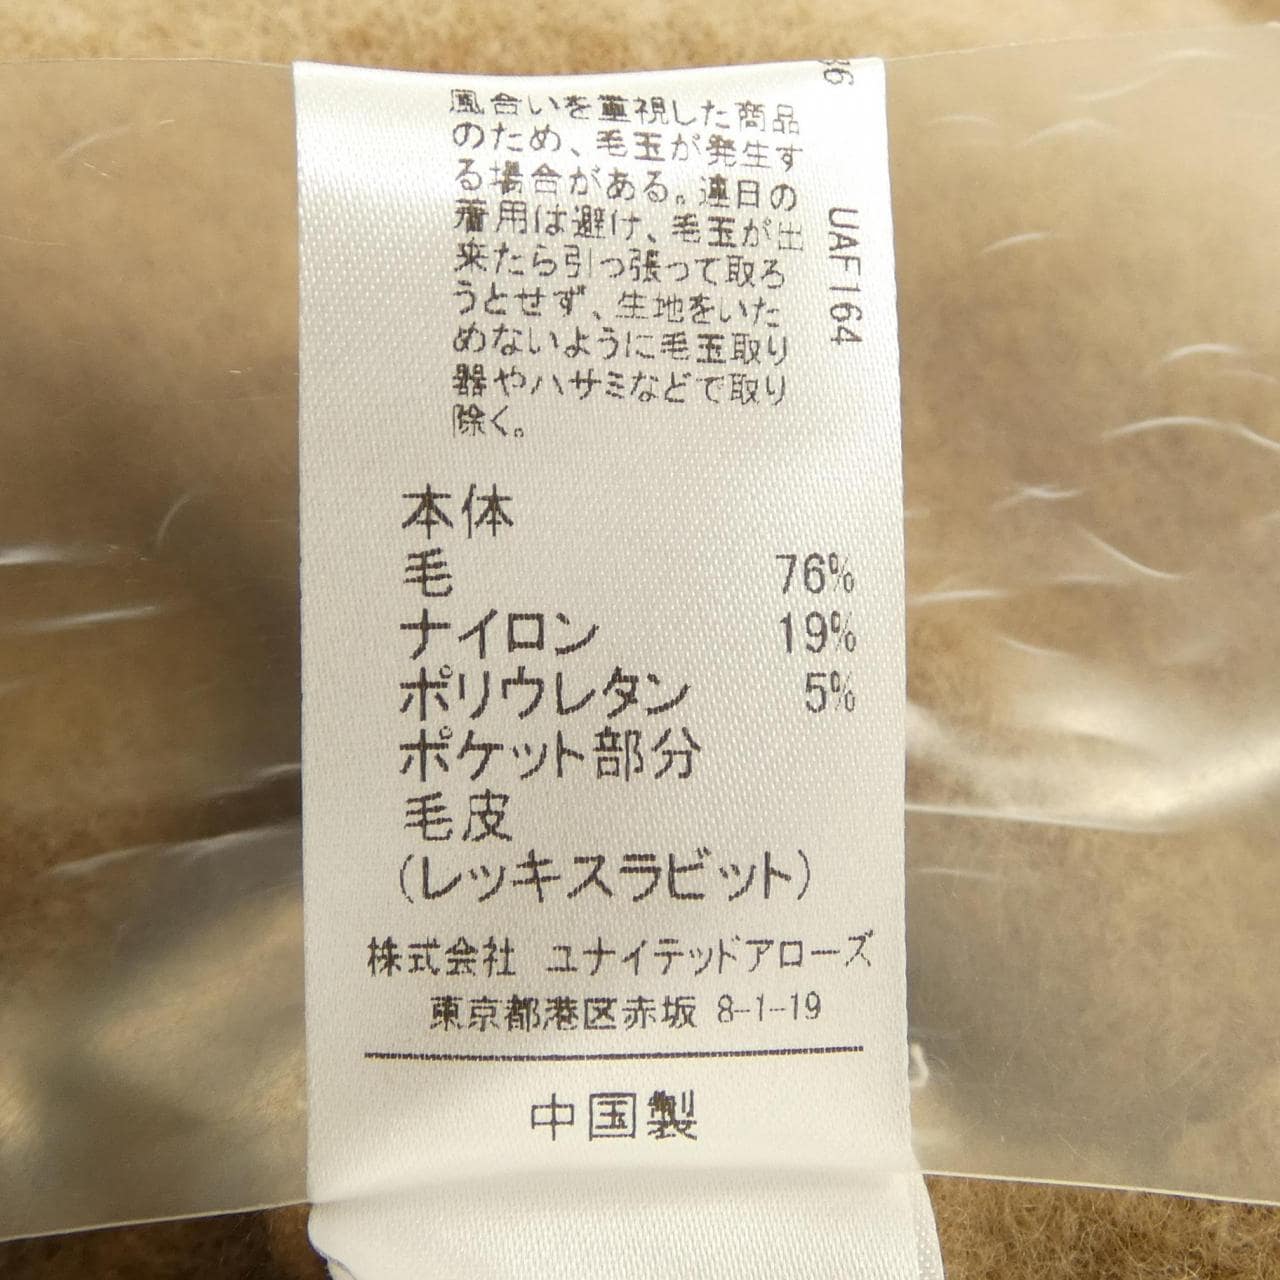 風合いを重視した商品
のため、毛玉が発生す
る場合がある。連日の
着用は避け、毛玉が出
来たら引っ張って取ろ
うとせず、生地をいた
めないように毛玉取り
器やハサミなどで取り
除く。
UAF164
本体
毛 76%
ナイロン 19%
ポリウレタン 5%
ポケット部分
毛皮
(レッキスラビット)
株式会社 ユナイテッドアローズ
東京都港区赤坂 8-1-19
中国製